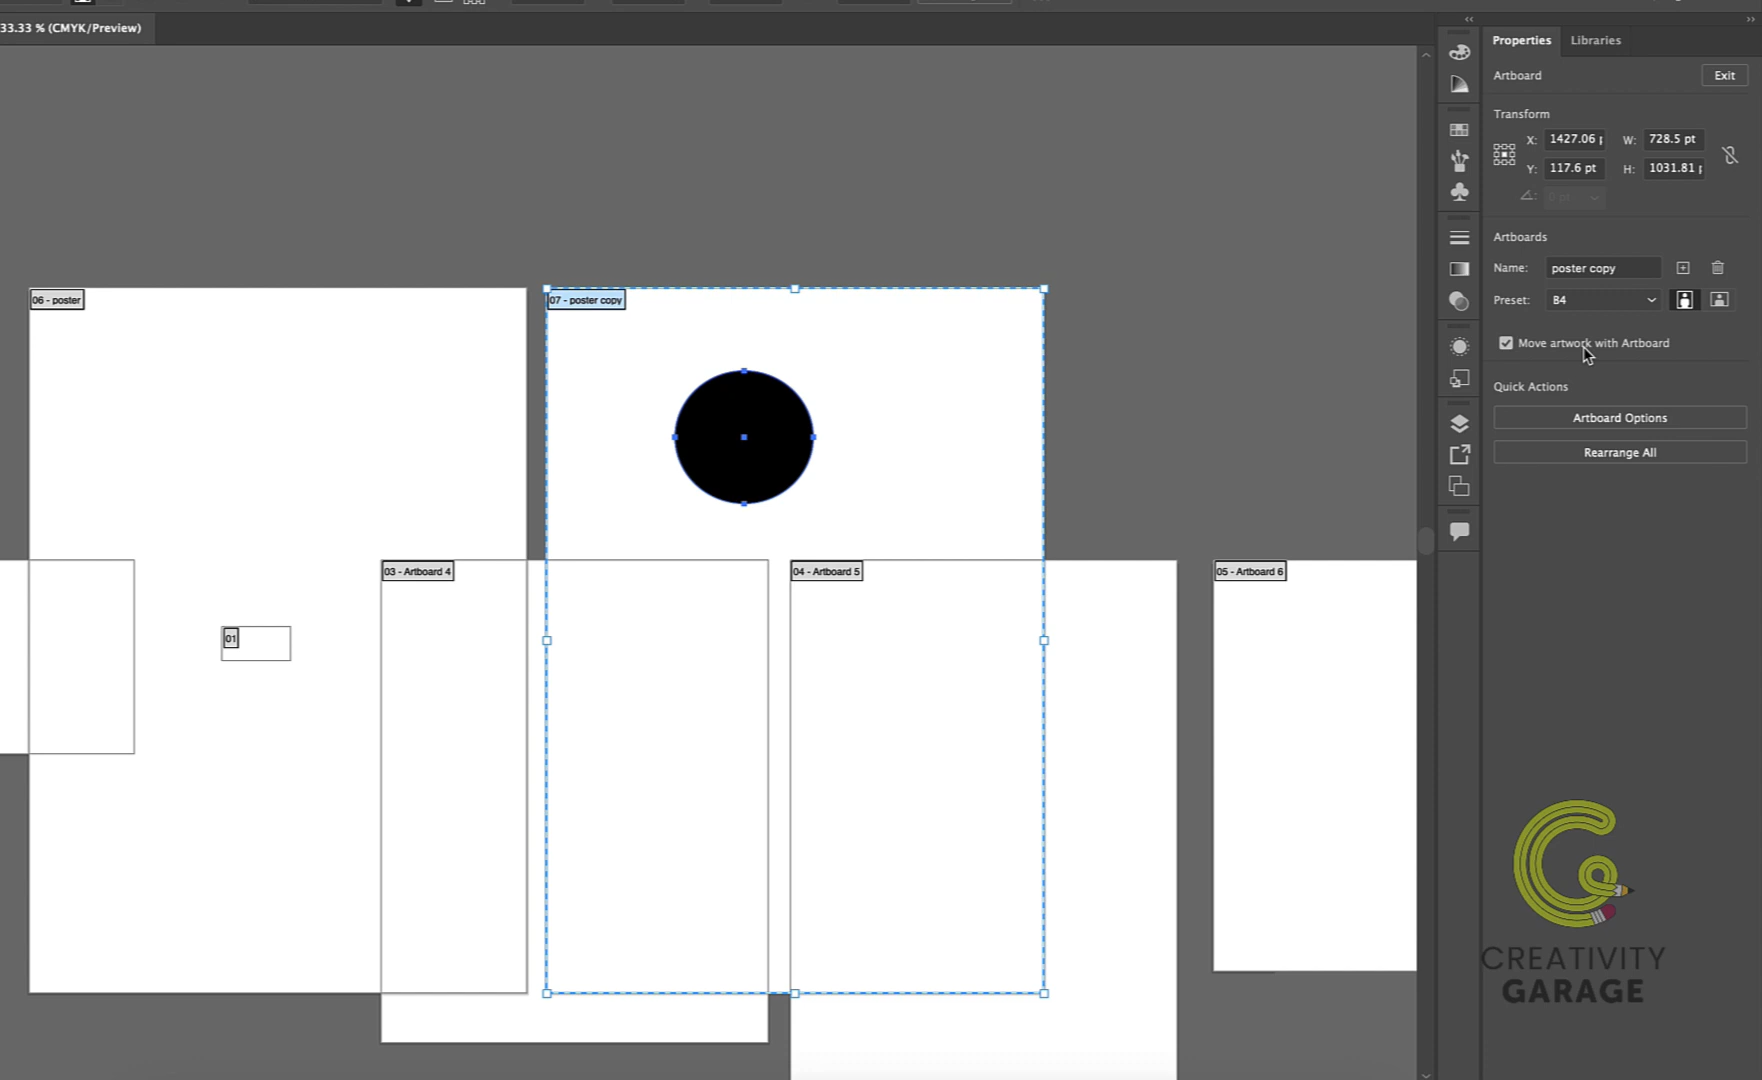 33.33 % (CMYK/Preview)
Properties
Libraries
Artboard
Exit
Transform
X: 1427.06 p
W: 728.5 pt
Y: 117.6 pt
H: 1031.81 p
0 pt
Artboards
Name: poster copy
Preset: B4
Move artwork with Artboard
Quick Actions
Artboard Options
Rearrange All
06 - poster
07 - poster copy
03 - Artboard 4
04 - Artboard 5
05 - Artboard 6
01
CREATIVITY
GARAGE